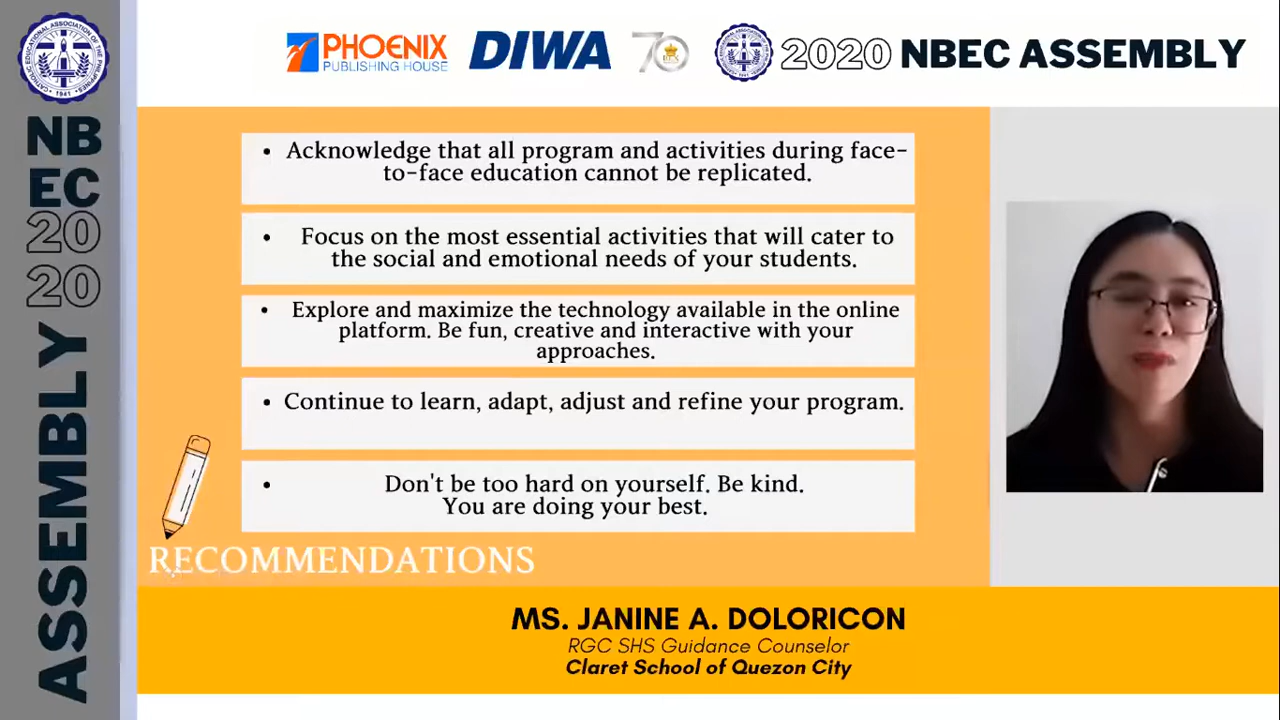 PHOENIX
PUBLISHING HOUSE
DIWA
70
2020 NBEC ASSEMBLY
NB
EC
20
20
ASSEMBLY
• Acknowledge that all program and activities during face-
to-face education cannot be replicated.
• Focus on the most essential activities that will cater to
the social and emotional needs of your students.
• Explore and maximize the technology available in the online
platform. Be fun, creative and interactive with your
approaches.
• Continue to learn, adapt, adjust and refine your program.
• Don't be too hard on yourself. Be kind.
You are doing your best.
RECOMMENDATIONS
MS. JANINE A. DOLORICON
RGC SHS Guidance Counselor
Claret School of Quezon City